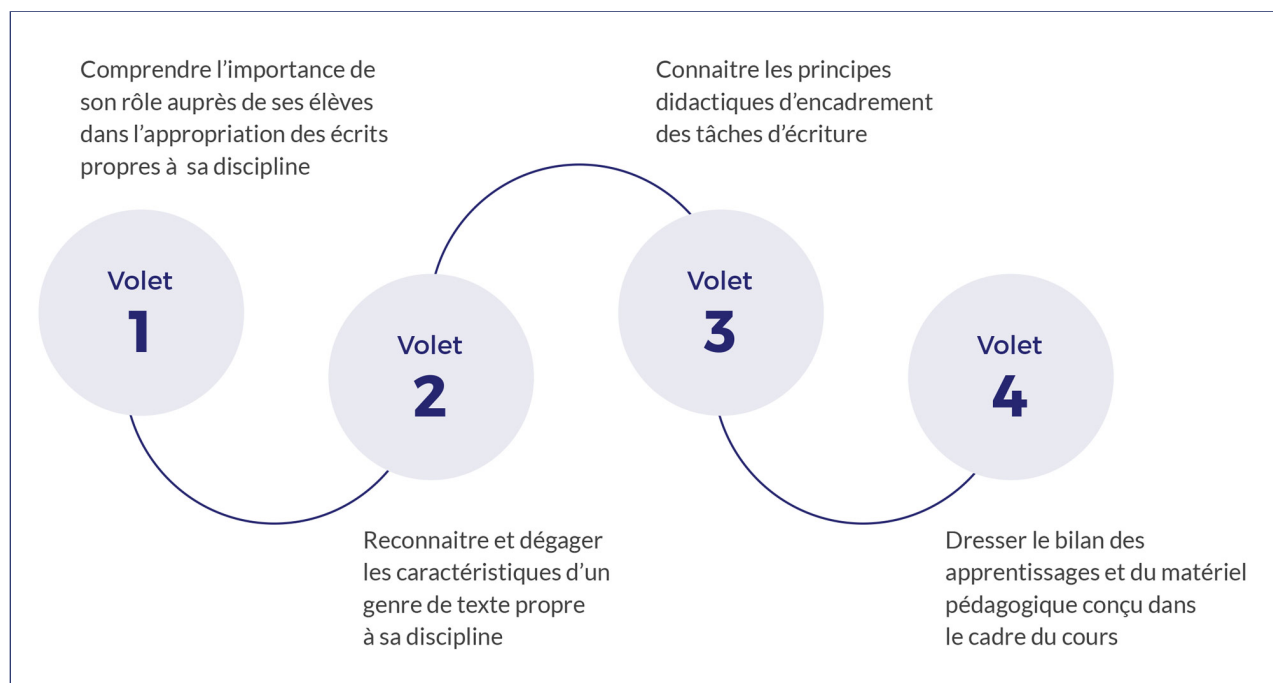 Comprendre l’importance de
son rôle auprès de ses élèves
dans l’appropriation des écrits
propres à sa discipline
Volet
1
Volet
2
Reconnaitre et dégager
les caractéristiques d’un
genre de texte propre
à sa discipline
Connaitre les principes
didactiques d’encadrement
des tâches d’écriture
Volet
3
Volet
4
Dresser le bilan des
apprentissages et du matériel
pédagogique conçu dans
le cadre du cours